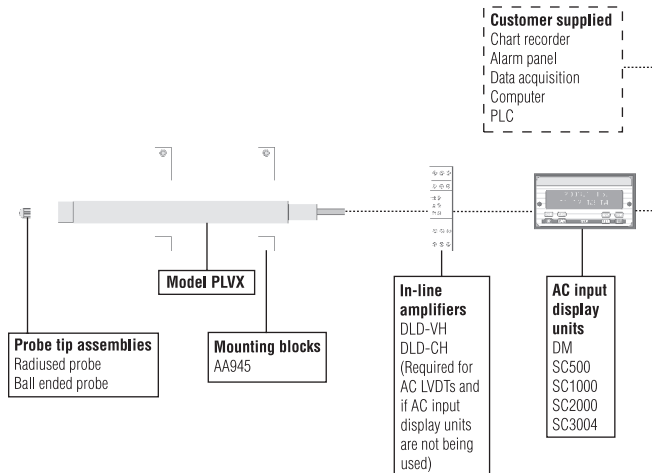 Customer supplied
Chart recorder
Alarm panel
Data acquisition
Computer
PLC
Model PLVX
Probe tip assemblies
Radiused probe
Ball ended probe
Mounting blocks
AA945
In-line
amplifiers
DLD-VH
DLD-CH
(Required for
AC LVDTs and
if AC input
display units
are not being
used)
AC input
display
units
DM
SC500
SC1000
SC2000
SC3004